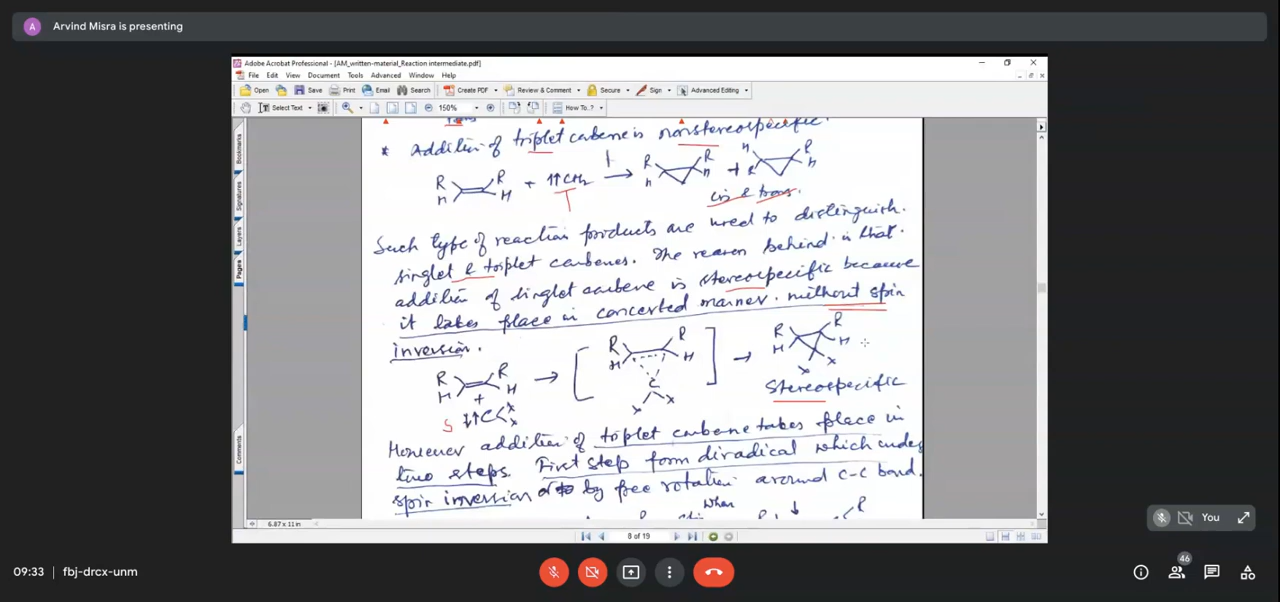 A
Arvind Misra is presenting
Adobe Acrobat Professional - [AM_written-material_Reaction intermediate.pdf]
File Edit View Document Tools Advanced Window Help
Open Save Print Email Search Create PDF Review & Comment Secure Sign Advanced Editing
Select Text 150% How To..?
Bookmarks
Signatures
Layers
Pages
Comments
* Addition of triplet carbene is nonstereospecific.
R R H H + ↑↑CH2 → R R H H + H R R H
T
cis & trans.
Such type of reaction products are used to distinguish
singlet & triplet carbenes. The reason behind is that
addition of singlet carbene is stereospecific because
it takes place in concerted manner. without spin
inversion.
R R H H + ↓↑C X X → [ R R H H C X X ] → R R H H X X
S
Stereospecific
However addition of triplet carbene takes place in
two steps. First step form diradical which
spin inversion by free rotation around C-C bond.
R R
6.87 x 11 in
8 of 19
You
09:33 | fbj-drcx-unm
46